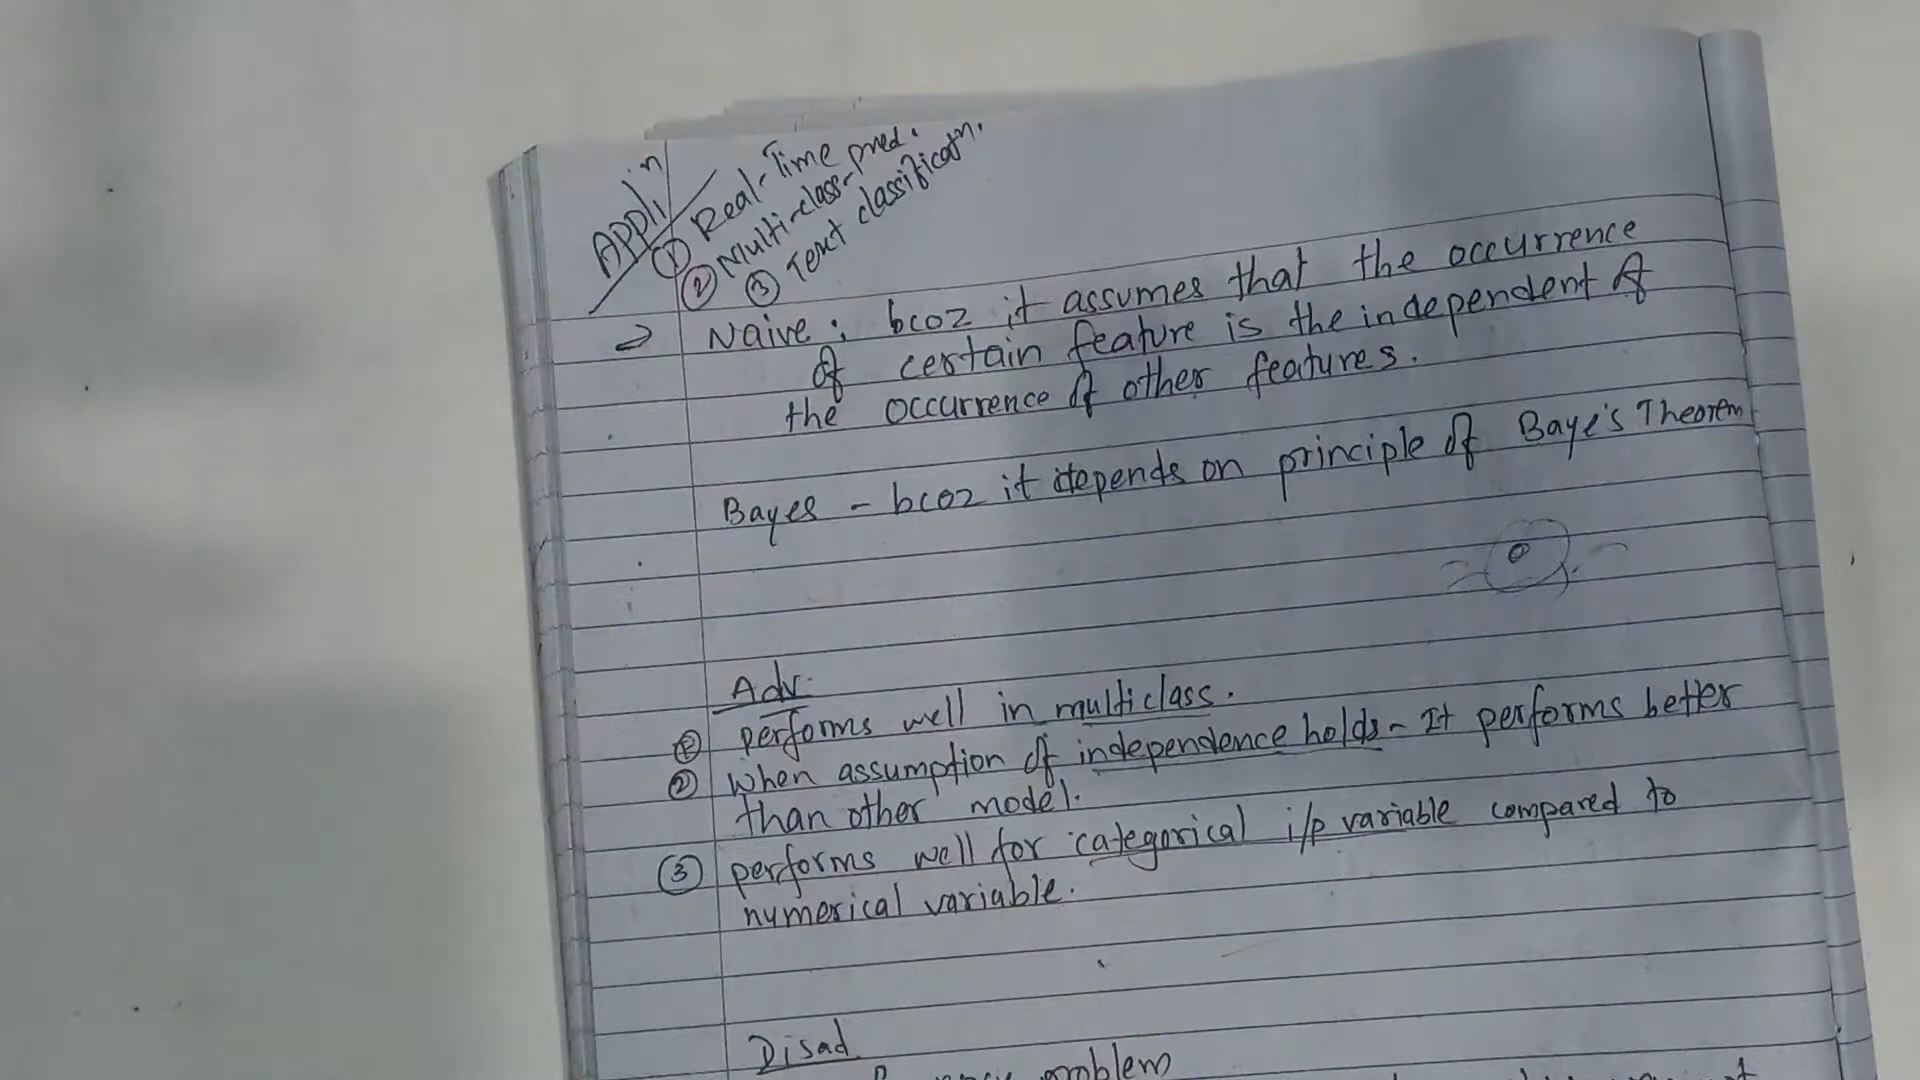 Appli'n
① Real-Time pred.
② Multi-class-pred.
③ Text classificatn.
→ Naive : bcoz it assumes that the occurrence
of certain feature is the independent of
the occurrence of other features.
Bayes - bcoz it depends on principle of Baye's Theorem
Adv.
① performs well in multiclass.
② When assumption of independence holds - It performs better
than other model.
③ performs well for categorical i/p variable compared to
numerical variable.
Disad.
problem